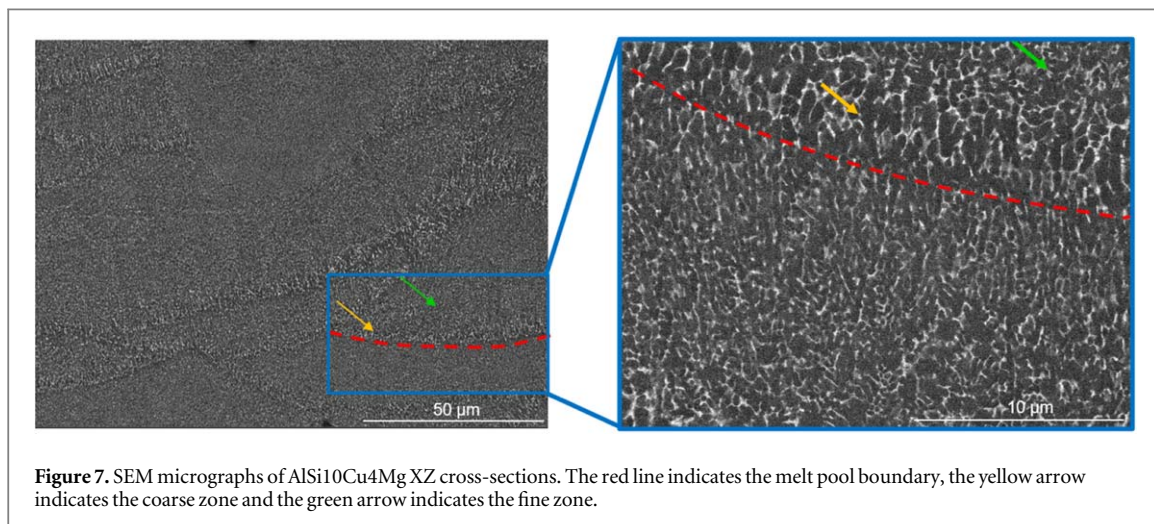 50 µm
10 µm
Figure 7. SEM micrographs of AlSi10Cu4Mg XZ cross-sections. The red line indicates the melt pool boundary, the yellow arrow
indicates the coarse zone and the green arrow indicates the fine zone.